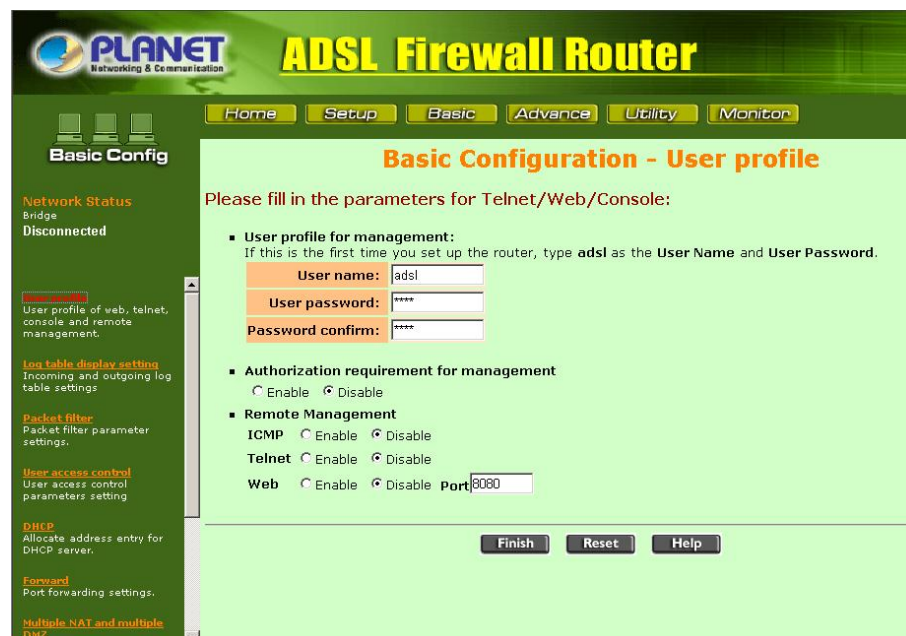 PLANET
Networking & Communication
ADSL Firewall Router
Home Setup Basic Advance Utility Monitor
Basic Config
Network Status
Bridge
Disconnected
User profile
User profile of web, telnet,
console and remote
management.
Log table display setting
Incoming and outgoing log
table settings
Packet filter
Packet filter parameter
settings.
User access control
User access control
parameters setting
DHCP
Allocate address entry for
DHCP server.
Forward
Port forwarding settings.
Multiple NAT and multiple
DMZ
Basic Configuration - User profile
Please fill in the parameters for Telnet/Web/Console:
User profile for management:
If this is the first time you set up the router, type adsl as the User Name and User Password.
User name: adsl
User password: ****
Password confirm: ****
Authorization requirement for management
Enable Disable
Remote Management
ICMP Enable Disable
Telnet Enable Disable
Web Enable Disable Port 8080
Finish Reset Help